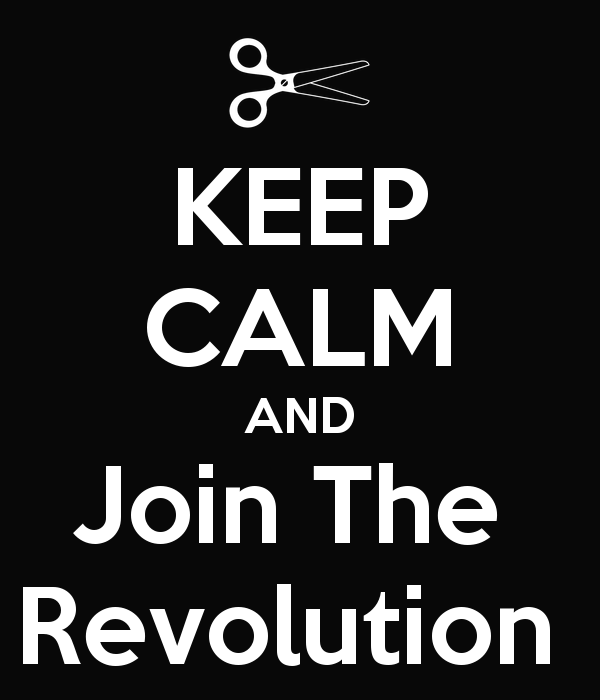 KEEP
CALM
AND
Join The
Revolution